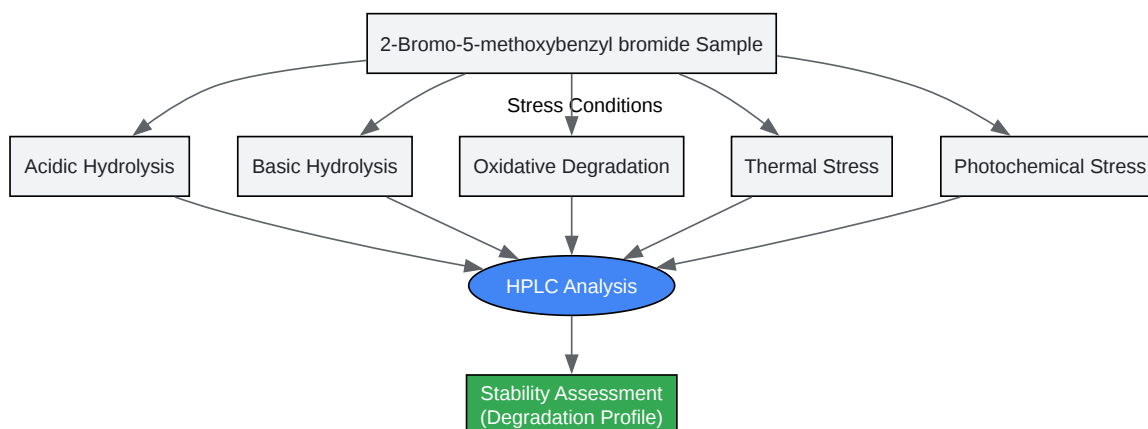 2-Bromo-5-methoxybenzyl bromide Sample
Stress Conditions
Acidic Hydrolysis
Basic Hydrolysis
Oxidative Degradation
Thermal Stress
Photochemical Stress
HPLC Analysis
Stability Assessment
(Degradation Profile)